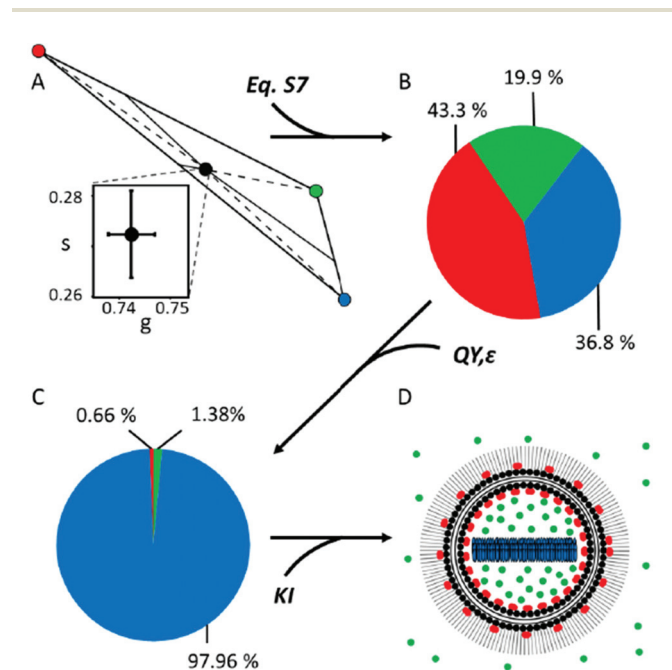 A
Eq. S7
B
19.9 %
43.3 %
0.28
s
0.26
0.74 0.75
g
36.8 %
QY,ε
C
D
0.66 %
1.38%
KI
97.96 %